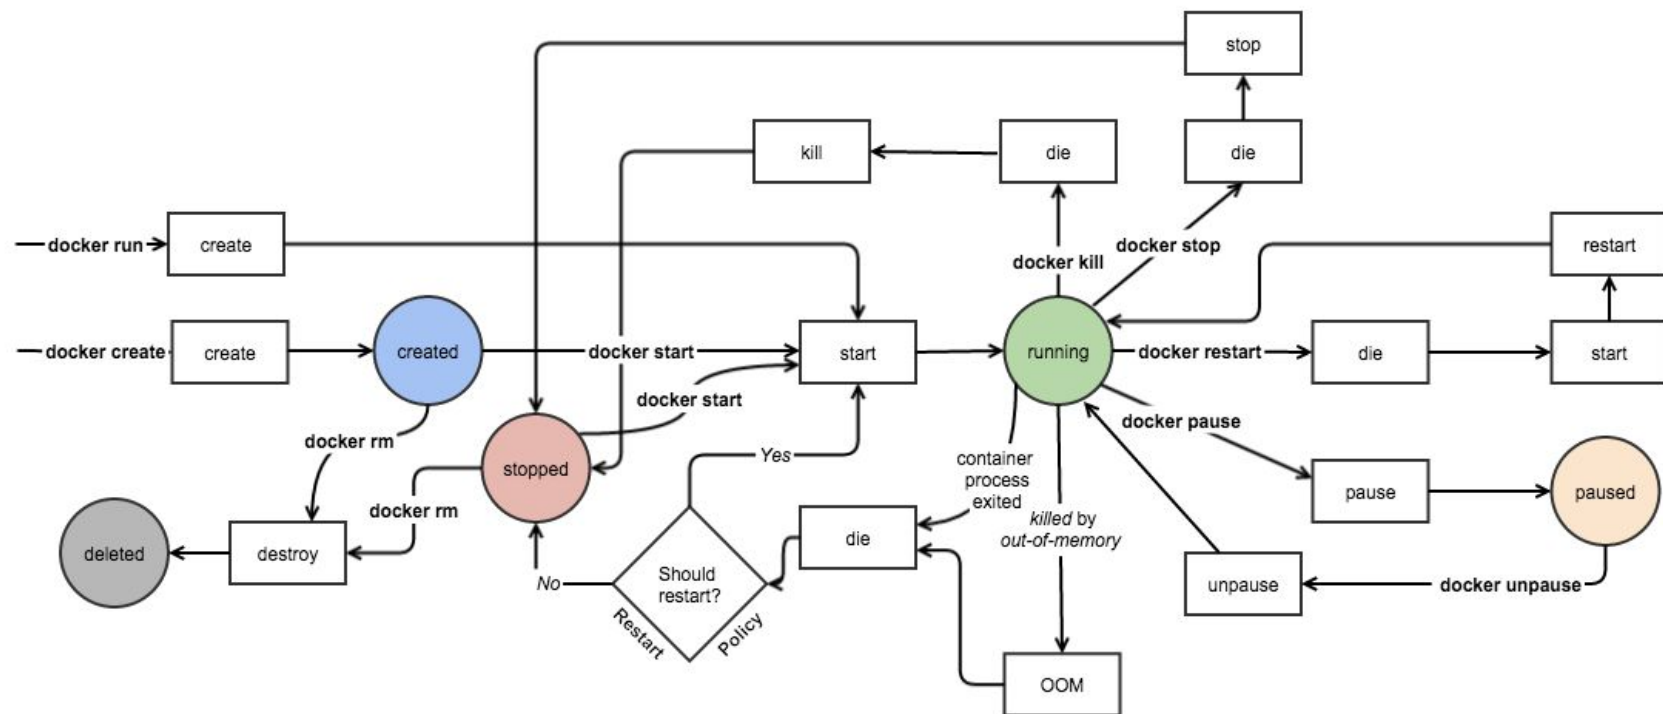 stop
kill
die
die
docker run
create
docker kill
docker stop
restart
docker create
create
created
docker start
start
running
docker restart
die
start
docker start
docker rm
docker pause
stopped
Yes
container
process
exited
pause
paused
docker rm
deleted
destroy
die
killed by
out-of-memory
No
Should
restart?
Restart
Policy
unpause
docker unpause
OOM